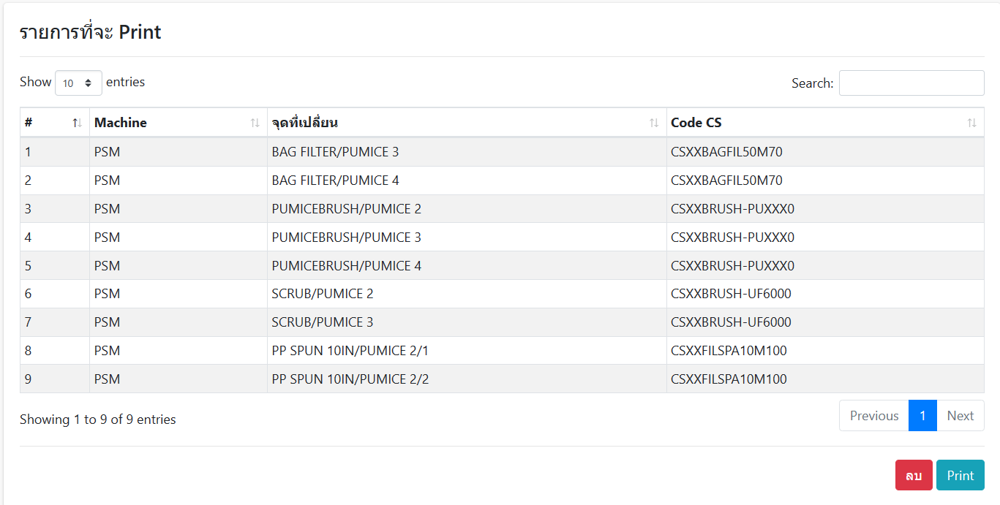 รายการที่จะ Print
Show 10 entries Search:
# Machine จุดที่เปลี่ยน Code CS
1 PSM BAG FILTER/PUMICE 3 CSXXBAGFIL50M70
2 PSM BAG FILTER/PUMICE 4 CSXXBAGFIL50M70
3 PSM PUMICEBRUSH/PUMICE 2 CSXXBRUSH-PUXXX0
4 PSM PUMICEBRUSH/PUMICE 3 CSXXBRUSH-PUXXX0
5 PSM PUMICEBRUSH/PUMICE 4 CSXXBRUSH-PUXXX0
6 PSM SCRUB/PUMICE 2 CSXXBRUSH-UF6000
7 PSM SCRUB/PUMICE 3 CSXXBRUSH-UF6000
8 PSM PP SPUN 10IN/PUMICE 2/1 CSXXFILSPA10M100
9 PSM PP SPUN 10IN/PUMICE 2/2 CSXXFILSPA10M100
Showing 1 to 9 of 9 entries Previous 1 Next
ลบ Print